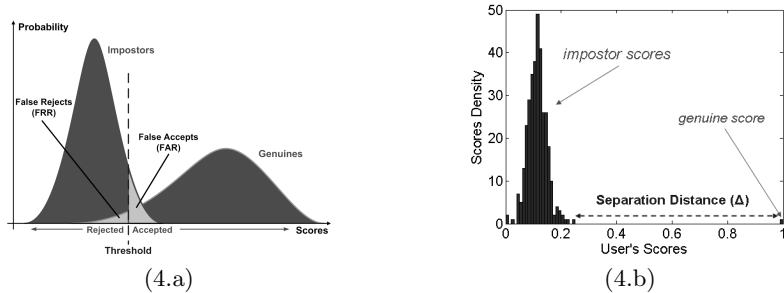 Probability
Impostors
False Rejects
(FRR)
False Accepts
(FAR)
Genuines
Rejected Accepted
Scores
Threshold
(4.a)
50
40
30
20
10
0
Scores Density
impostor scores
genuine score
Separation Distance (Δ)
0 0.2 0.4 0.6 0.8 1
User's Scores
(4.b)